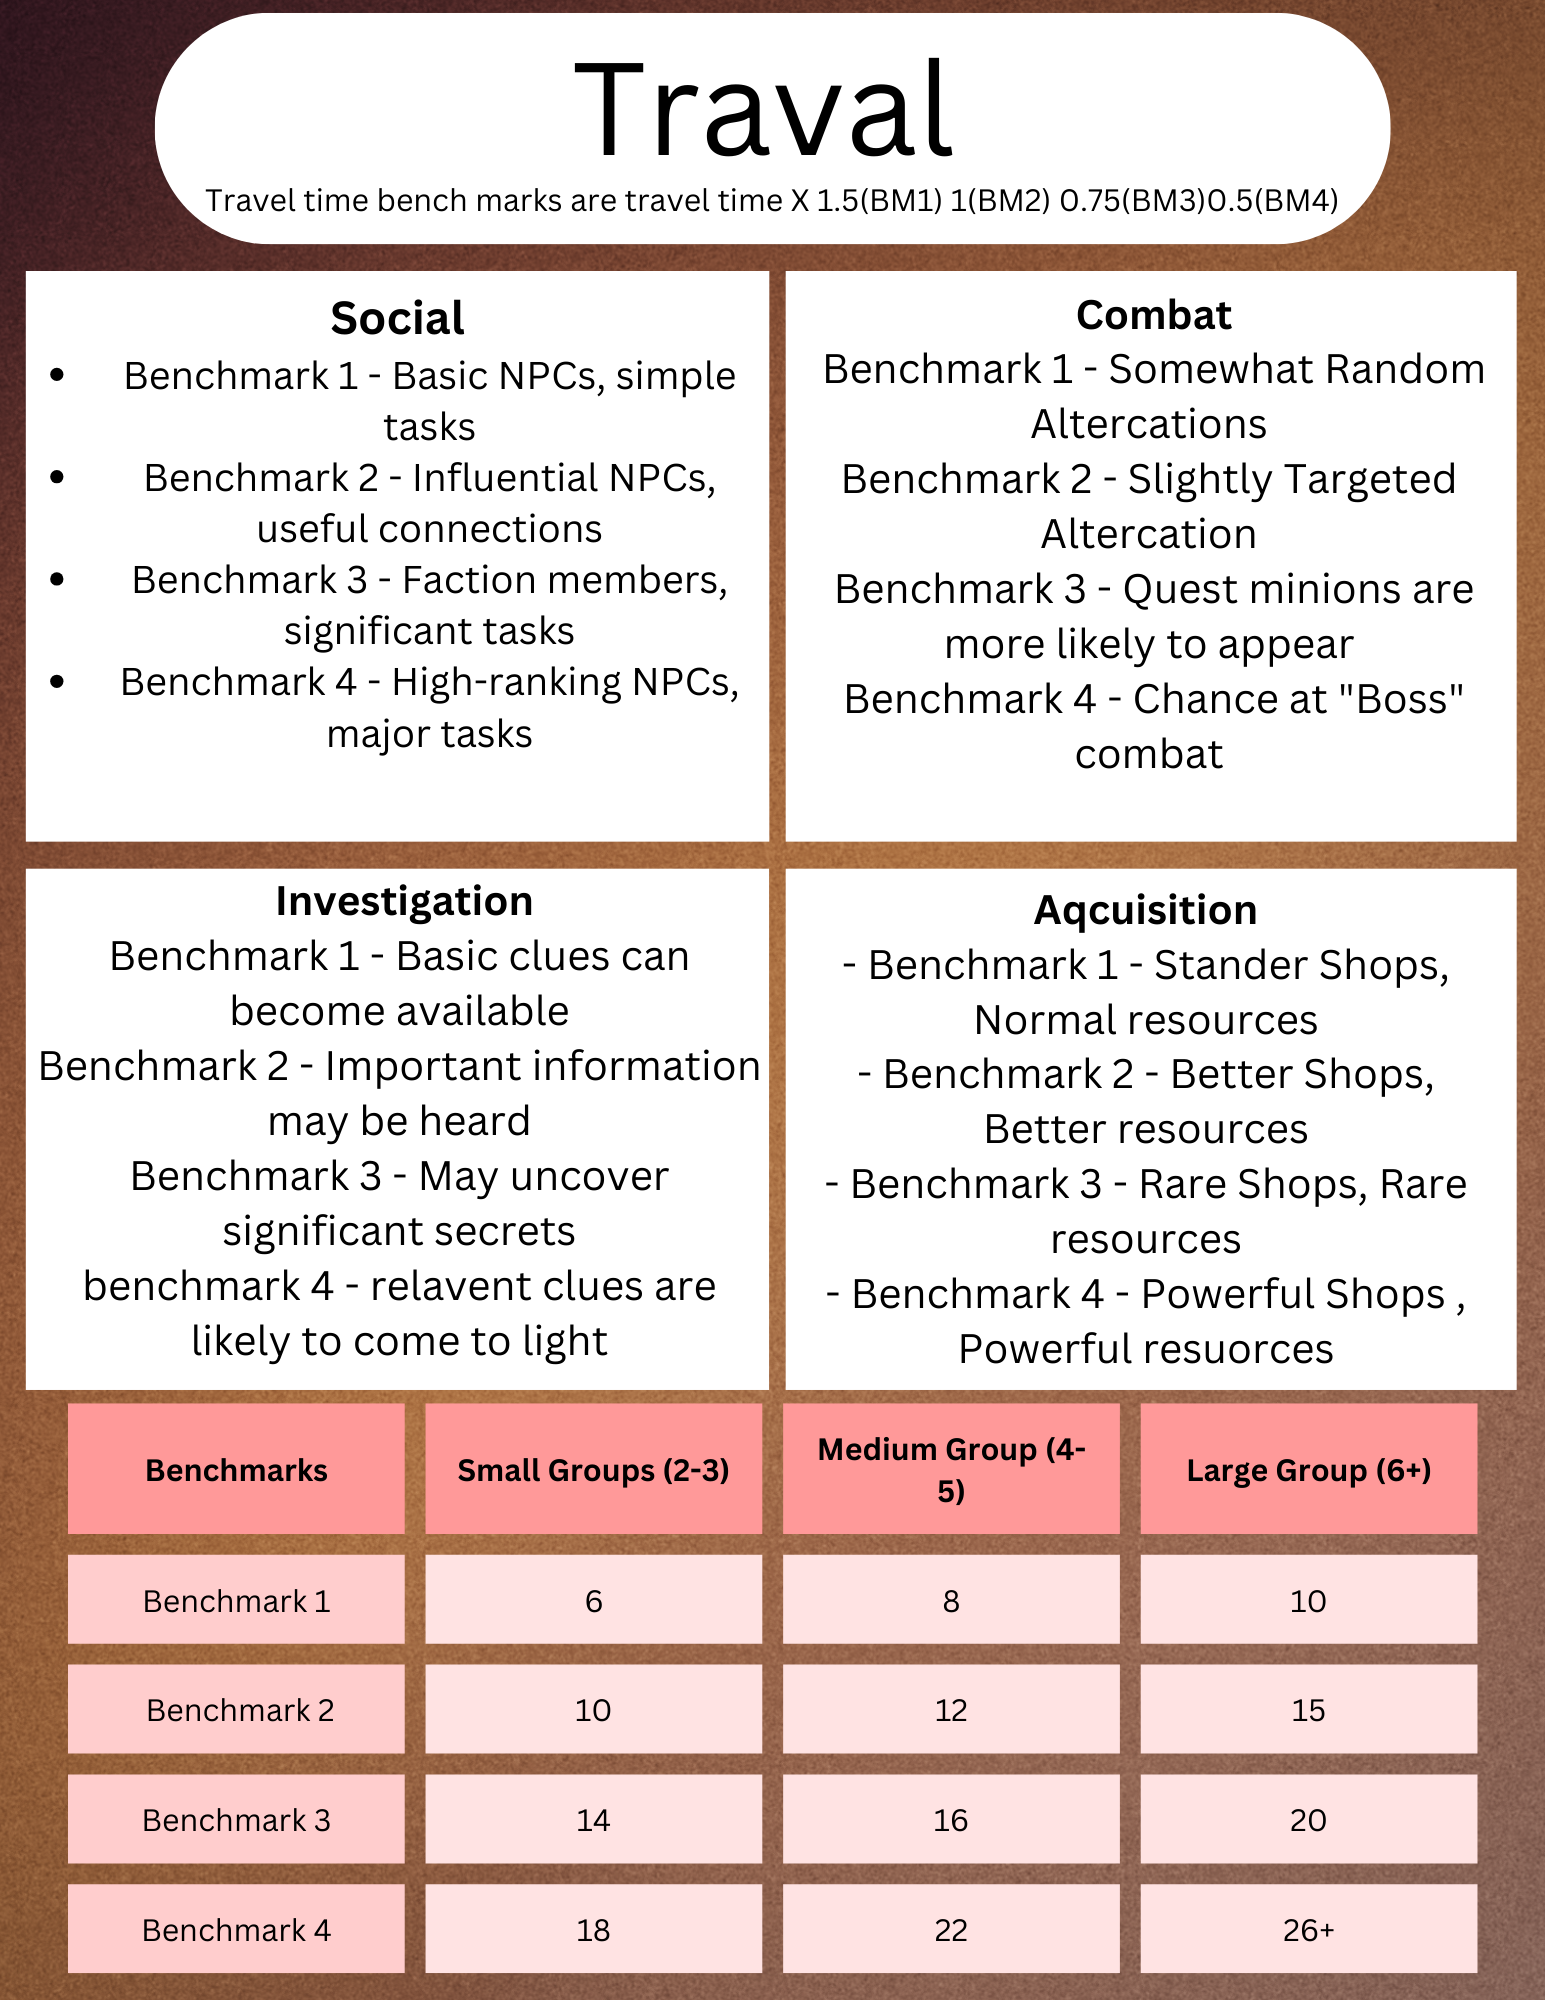 Traval
Travel time bench marks are travel time X 1.5(BM1) 1(BM2) 0.75(BM3)0.5(BM4)
Social
• Benchmark 1 - Basic NPCs, simple
tasks
• Benchmark 2 - Influential NPCs,
useful connections
• Benchmark 3 - Faction members,
significant tasks
• Benchmark 4 - High-ranking NPCs,
major tasks
Combat
Benchmark 1 - Somewhat Random
Altercations
Benchmark 2 - Slightly Targeted
Altercation
Benchmark 3 - Quest minions are
more likely to appear
Benchmark 4 - Chance at "Boss"
combat
Investigation
Benchmark 1 - Basic clues can
become available
Benchmark 2 - Important information
may be heard
Benchmark 3 - May uncover
significant secrets
benchmark 4 - relavent clues are
likely to come to light
Aqcuisition
- Benchmark 1 - Stander Shops,
Normal resources
- Benchmark 2 - Better Shops,
Better resources
- Benchmark 3 - Rare Shops, Rare
resources
- Benchmark 4 - Powerful Shops ,
Powerful resuorces
Benchmarks Small Groups (2-3) Medium Group (4-
5) Large Group (6+)
Benchmark 1 6 8 10
Benchmark 2 10 12 15
Benchmark 3 14 16 20
Benchmark 4 18 22 26+